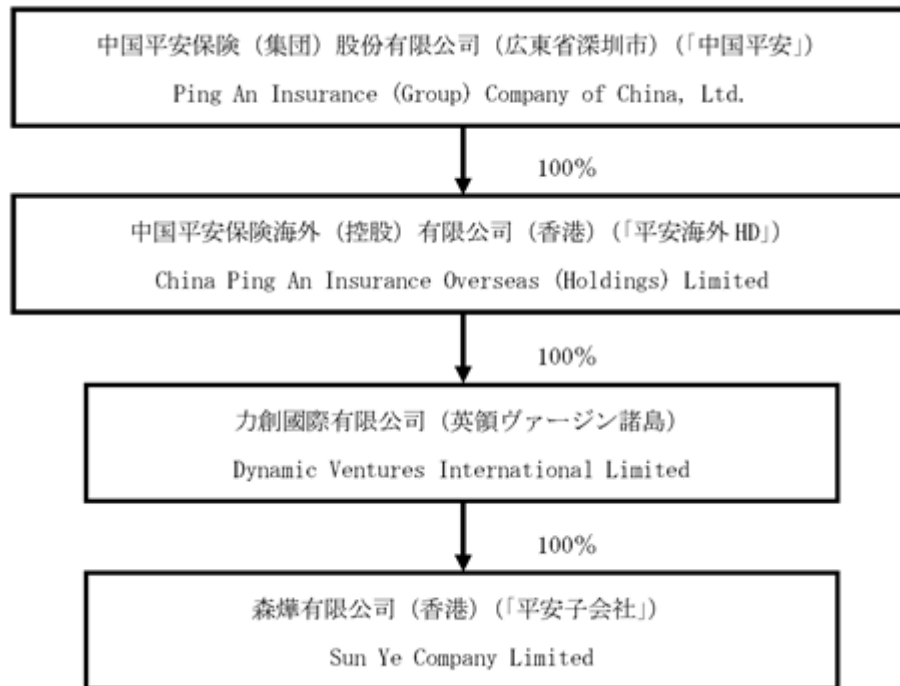 中国平安保険（集団）股份有限公司（広東省深圳市）（「中国平安」）
Ping An Insurance (Group) Company of China, Ltd.
100%
中国平安保険海外（控股）有限公司（香港）（「平安海外 HD」）
China Ping An Insurance Overseas (Holdings) Limited
100%
力創國際有限公司（英領ヴァージン諸島）
Dynamic Ventures International Limited
100%
森燁有限公司（香港）（「平安子会社」）
Sun Ye Company Limited